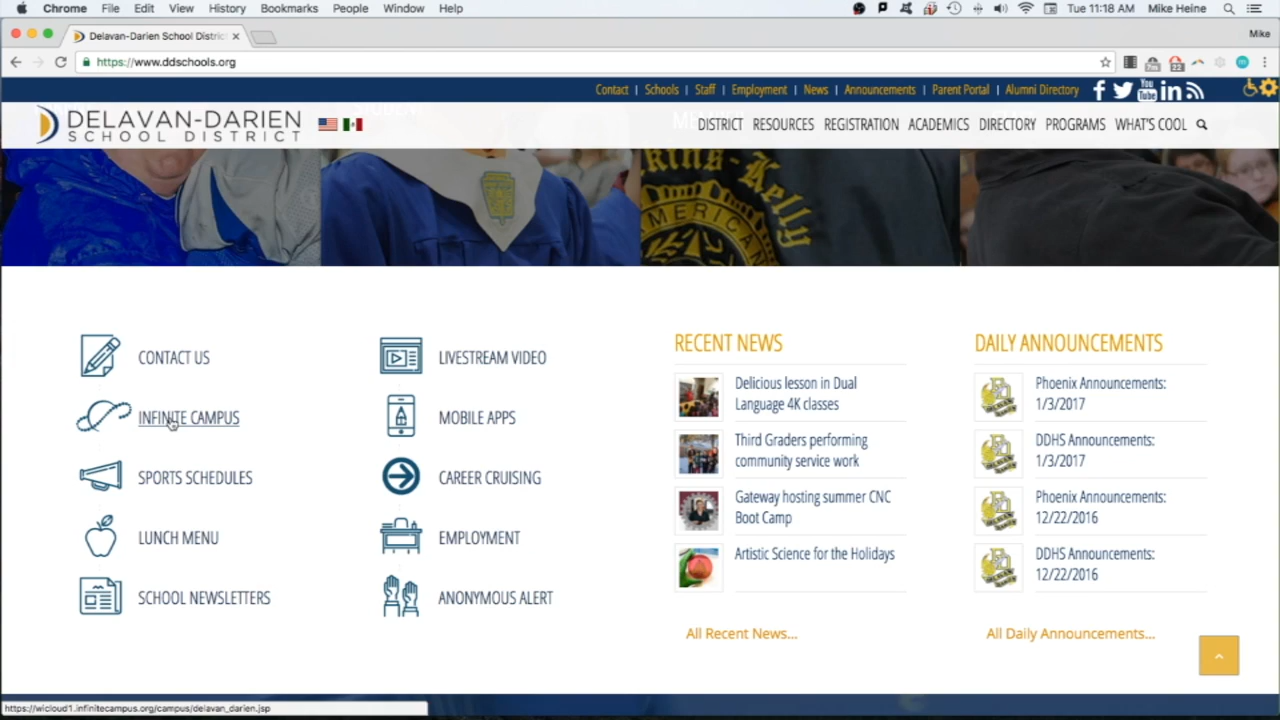 Chrome File Edit View History Bookmarks People Window Help Tue 11:18 AM Mike Heine
Delavan-Darien School Distric Mike
https://www.ddschools.org
Contact | Schools | Staff | Employment | News | Announcements | Parent Portal | Alumni Directory You Tube in
DELAVAN-DARIEN
SCHOOL DISTRICT
DISTRICT RESOURCES REGISTRATION ACADEMICS DIRECTORY PROGRAMS WHAT'S COOL
kins-Kelly
AMERICAN
CONTACT US
INFINITE CAMPUS
SPORTS SCHEDULES
LUNCH MENU
SCHOOL NEWSLETTERS
LIVESTREAM VIDEO
MOBILE APPS
CAREER CRUISING
EMPLOYMENT
ANONYMOUS ALERT
RECENT NEWS
Delicious lesson in Dual
Language 4K classes
Third Graders performing
community service work
Gateway hosting summer CNC
Boot Camp
Artistic Science for the Holidays
All Recent News...
DAILY ANNOUNCEMENTS
Phoenix Announcements:
1/3/2017
DDHS Announcements:
1/3/2017
Phoenix Announcements:
12/22/2016
DDHS Announcements:
12/22/2016
All Daily Announcements...
https://wicloud1.infinitecampus.org/campus/delavan_darien.jsp